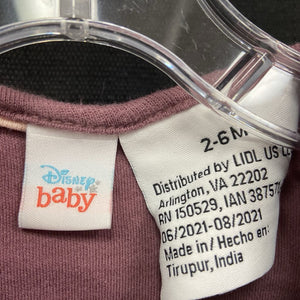 Disney
baby
2-6 M
Distributed by LIDL US LLC
Arlington, VA 22202
RN 150529, IAN
06/2021-08/2021
Made in / Hecho en:
Tirupur, India